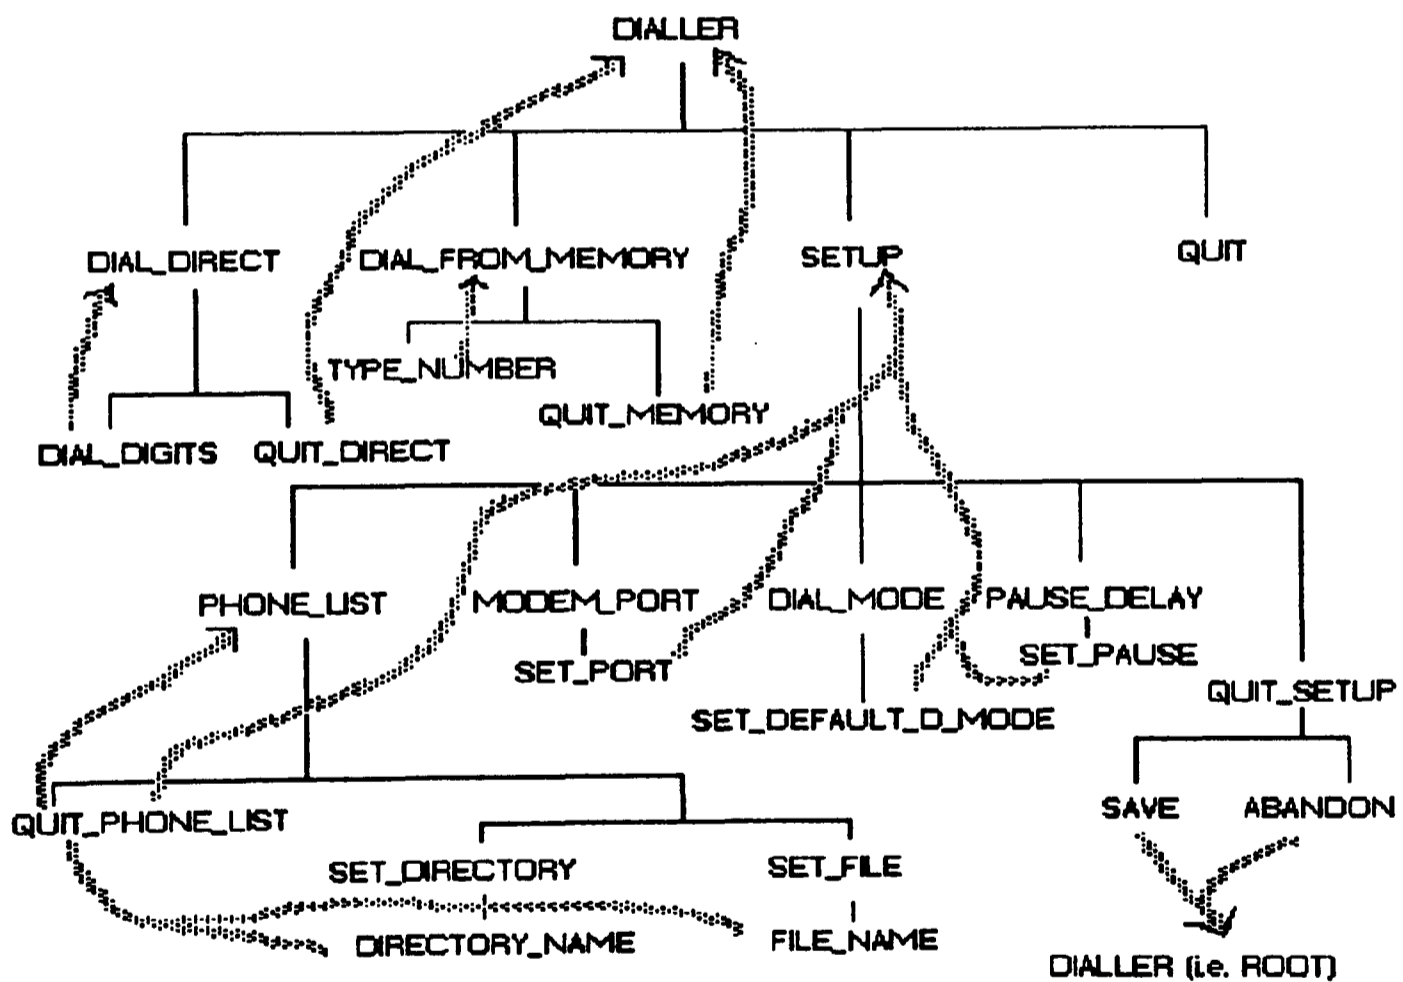 DIALLER
DIAL_DIRECT
DIAL_FROM_MEMORY
SETUP
QUIT
TYPE_NUMBER
QUIT_MEMORY
DIAL_DIGITS
QUIT_DIRECT
PHONE_LIST
MODEM_PORT
DIAL_MODE
PAUSE_DELAY
SET_PORT
SET_PAUSE
QUIT_SETUP
SET_DEFAULT_D_MODE
SAVE
ABANDON
QUIT_PHONE_LIST
SET_DIRECTORY
SET_FILE
DIRECTORY_NAME
FILE_NAME
DIALLER (i.e. ROOT)